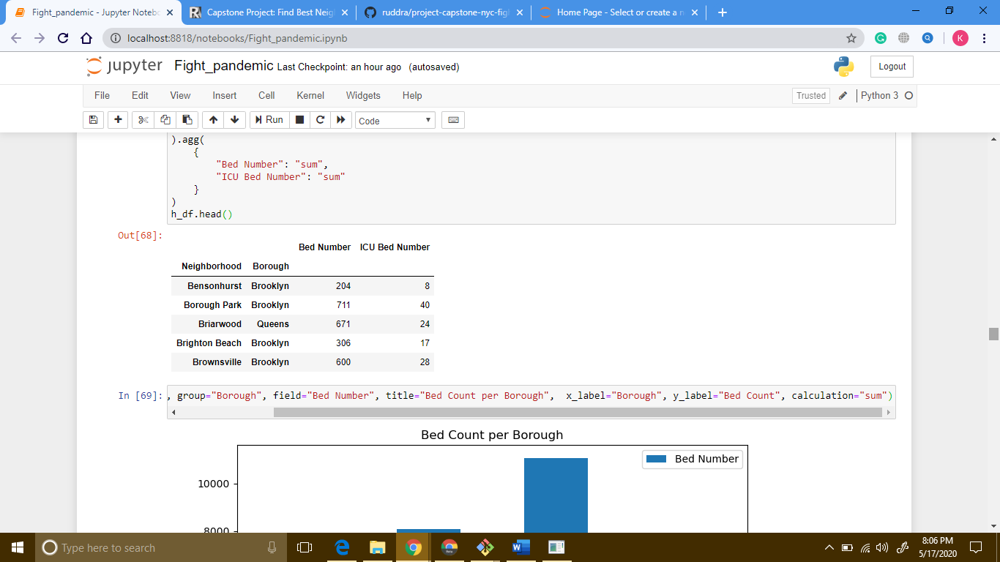 Fight_pandemic - Jupyter Notebo
Capstone Project: Find Best Neigh
ruddra/project-capstone-nyc-figh
Home Page - Select or create a n
localhost:8818/notebooks/Fight_pandemic.ipynb
K
jupyter Fight_pandemic Last Checkpoint: an hour ago (autosaved)
Logout
File Edit View Insert Cell Kernel Widgets Help
Trusted Python 3
Run Code
).agg(
{
"Bed Number": "sum",
"ICU Bed Number": "sum"
}
)
h_df.head()
Out[68]:
Bed Number ICU Bed Number
Neighborhood Borough
Bensonhurst Brooklyn 204 8
Borough Park Brooklyn 711 40
Briarwood Queens 671 24
Brighton Beach Brooklyn 306 17
Brownsville Brooklyn 600 28
In [69]: , group="Borough", field="Bed Number", title="Bed Count per Borough",  x_label="Borough", y_label="Bed Count", calculation="sum")
Bed Count per Borough
Bed Number
10000
8000
Type here to search
8:06 PM
5/17/2020